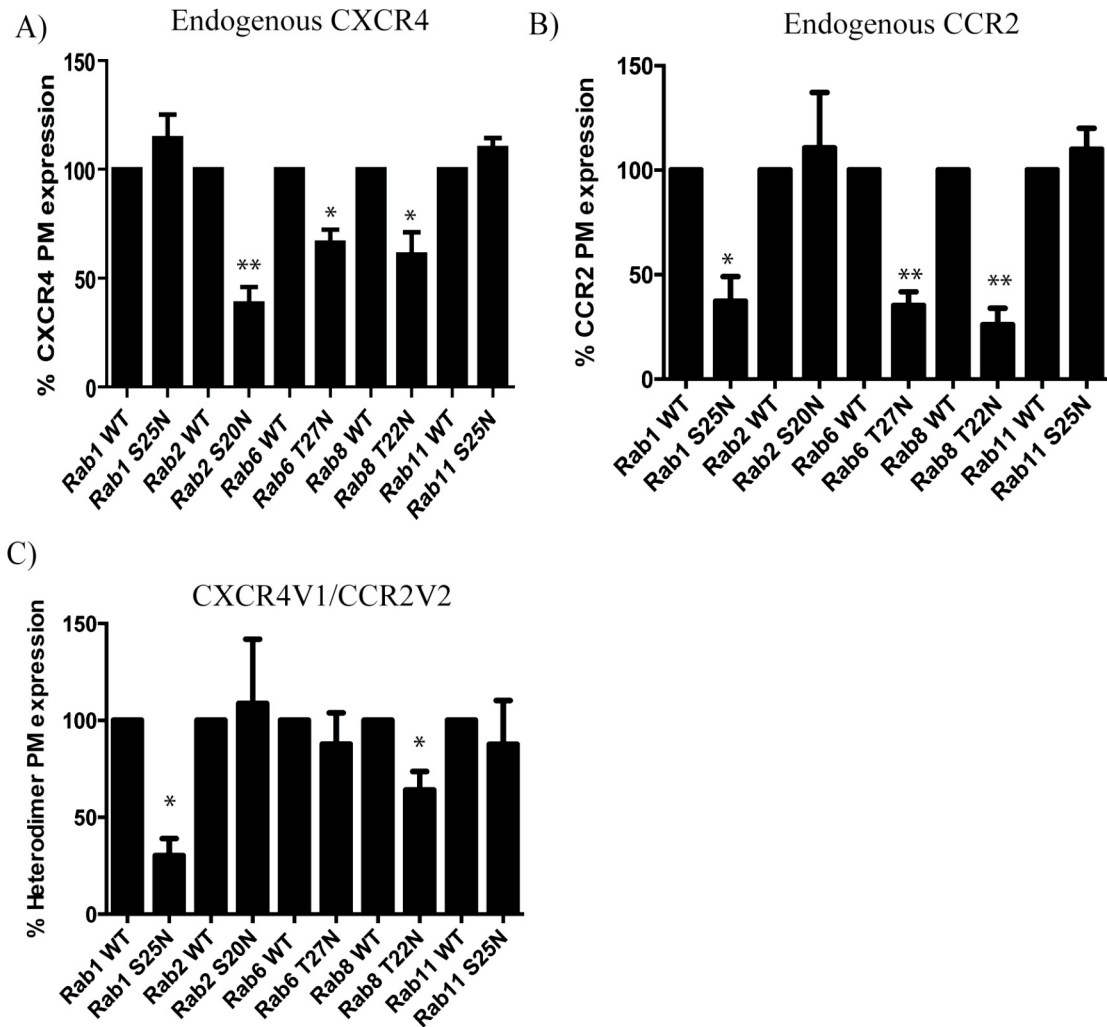 A)
Endogenous CXCR4
% CXCR4 PM expression
150
100
50
0
**
*
*
Rab1 WT
Rab1 S25N
Rab2 WT
Rab2 S20N
Rab6 WT
Rab6 T27N
Rab8 WT
Rab8 T22N
Rab11 WT
Rab11 S25N
B)
Endogenous CCR2
% CCR2 PM expression
150
100
50
0
*
**
**
Rab1 WT
Rab1 S25N
Rab2 WT
Rab2 S20N
Rab6 WT
Rab6 T27N
Rab8 WT
Rab8 T22N
Rab11 WT
Rab11 S25N
C)
CXCR4V1/CCR2V2
% Heterodimer PM expression
150
100
50
0
*
*
Rab1 WT
Rab1 S25N
Rab2 WT
Rab2 S20N
Rab6 WT
Rab6 T27N
Rab8 WT
Rab8 T22N
Rab11 WT
Rab11 S25N